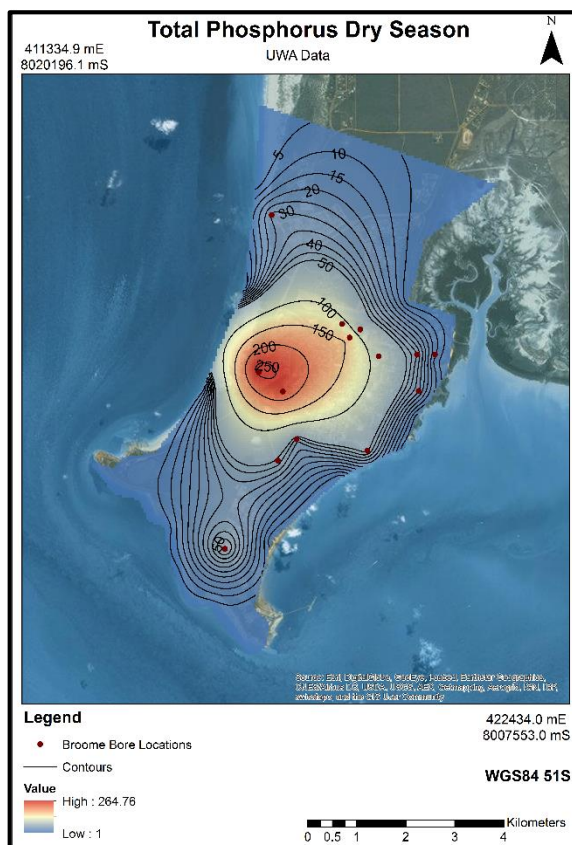 Total Phosphorus Dry Season
UWA Data
N
411334.9 mE
8020196.1 mS
5
10
15
20
30
40
50
100
150
200
250
Legend
Broome Bore Locations
Contours
Value
High : 264.76
Low : 1
422434.0 mE
8007553.0 mS
WGS84 51S
Kilometers
0 0.5 1 2 3 4